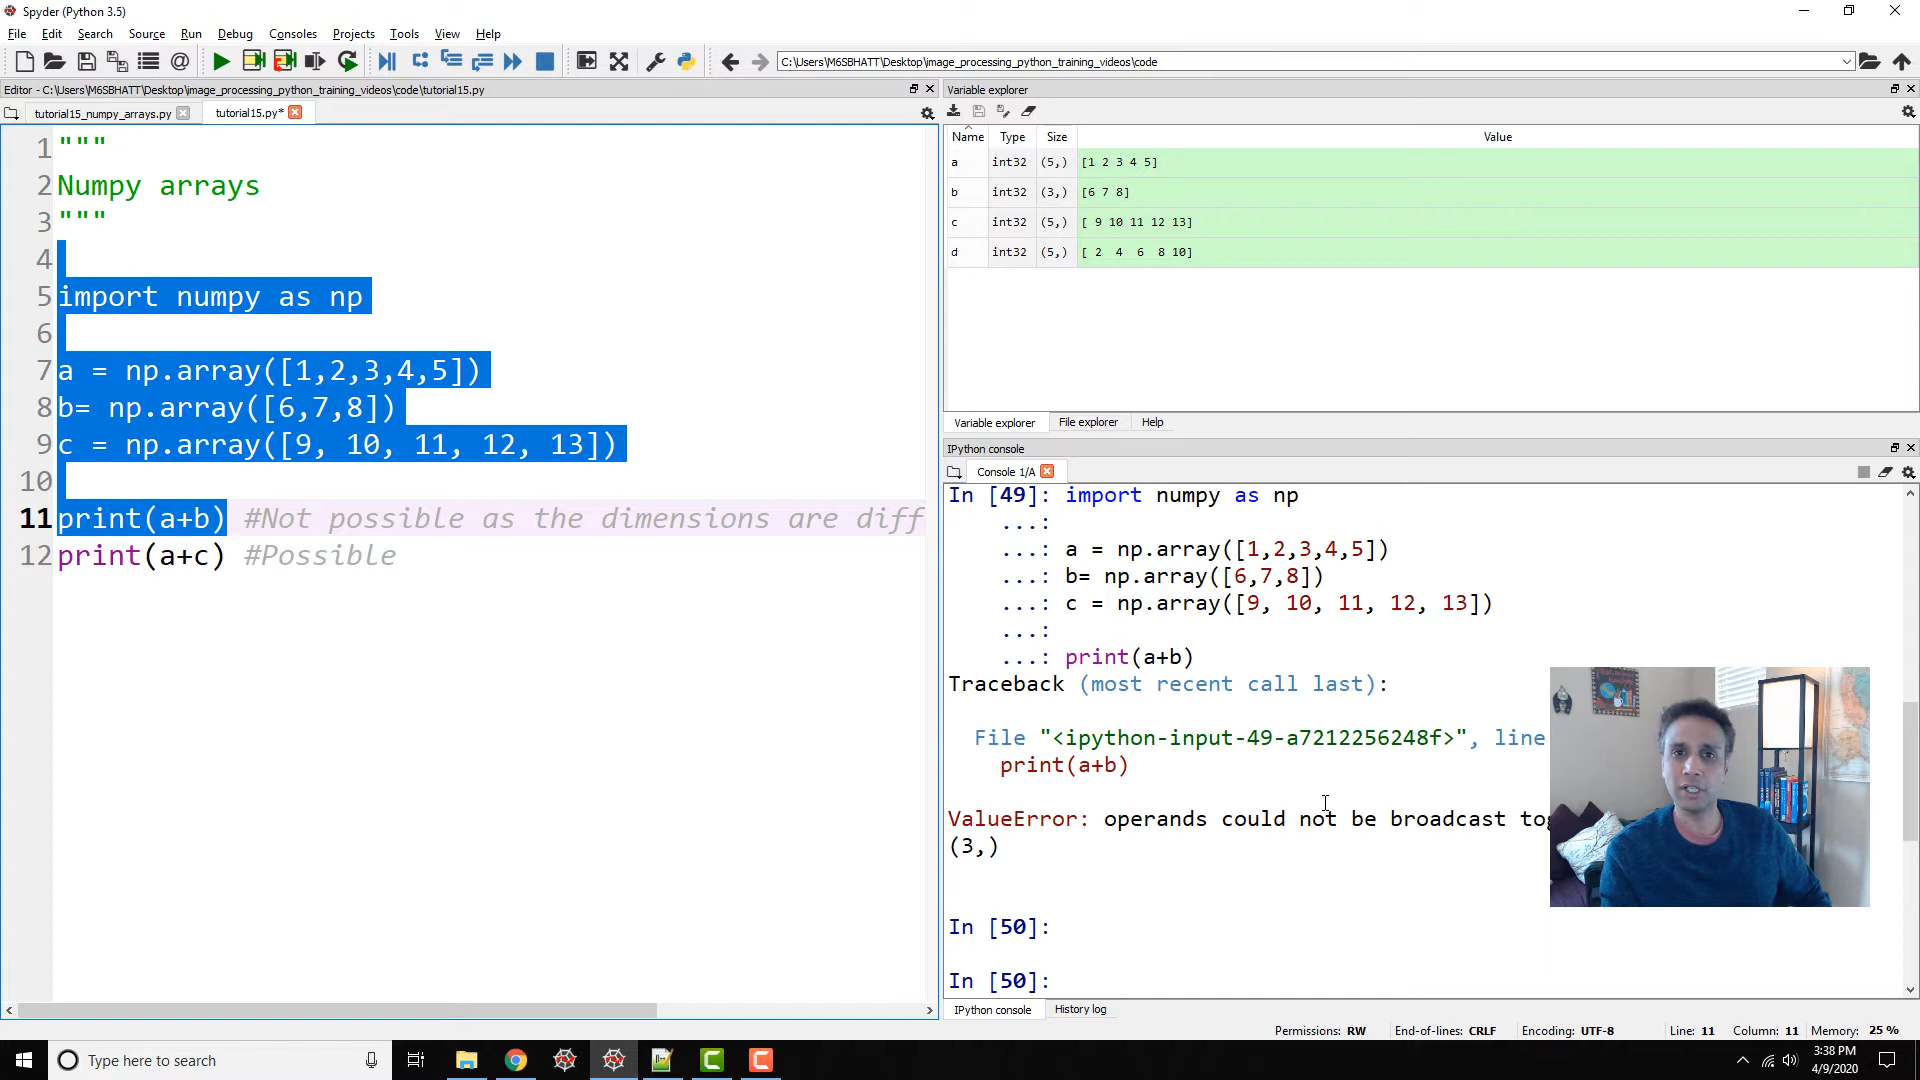 Spyder (Python 3.5)
File Edit Search Source Run Debug Consoles Projects Tools View Help
C:\Users\M6SBHATT\Desktop\image_processing_python_training_videos\code
Editor - C:\Users\M6SBHATT\Desktop\image_processing_python_training_videos\code\tutorial15.py
tutorial15_numpy_arrays.py
tutorial15.py*
1 """
2 Numpy arrays
3 """
4
5 import numpy as np
6
7 a = np.array([1,2,3,4,5])
8 b= np.array([6,7,8])
9 c = np.array([9, 10, 11, 12, 13])
10
11 print(a+b) #Not possible as the dimensions are diff
12 print(a+c) #Possible
Variable explorer
Name Type Size Value
a int32 (5,) [1 2 3 4 5]
b int32 (3,) [6 7 8]
c int32 (5,) [ 9 10 11 12 13]
d int32 (5,) [ 2 4 6 8 10]
Variable explorer File explorer Help
IPython console
Console 1/A
In [49]: import numpy as np
...:
...: a = np.array([1,2,3,4,5])
...: b= np.array([6,7,8])
...: c = np.array([9, 10, 11, 12, 13])
...:
...: print(a+b)
Traceback (most recent call last):
File "<ipython-input-49-a7212256248f>", line
print(a+b)
ValueError: operands could not be broadcast tog
(3,)
In [50]:
In [50]:
IPython console History log
Permissions: RW End-of-lines: CRLF Encoding: UTF-8 Line: 11 Column: 11 Memory: 25 %
Type here to search
3:38 PM
4/9/2020